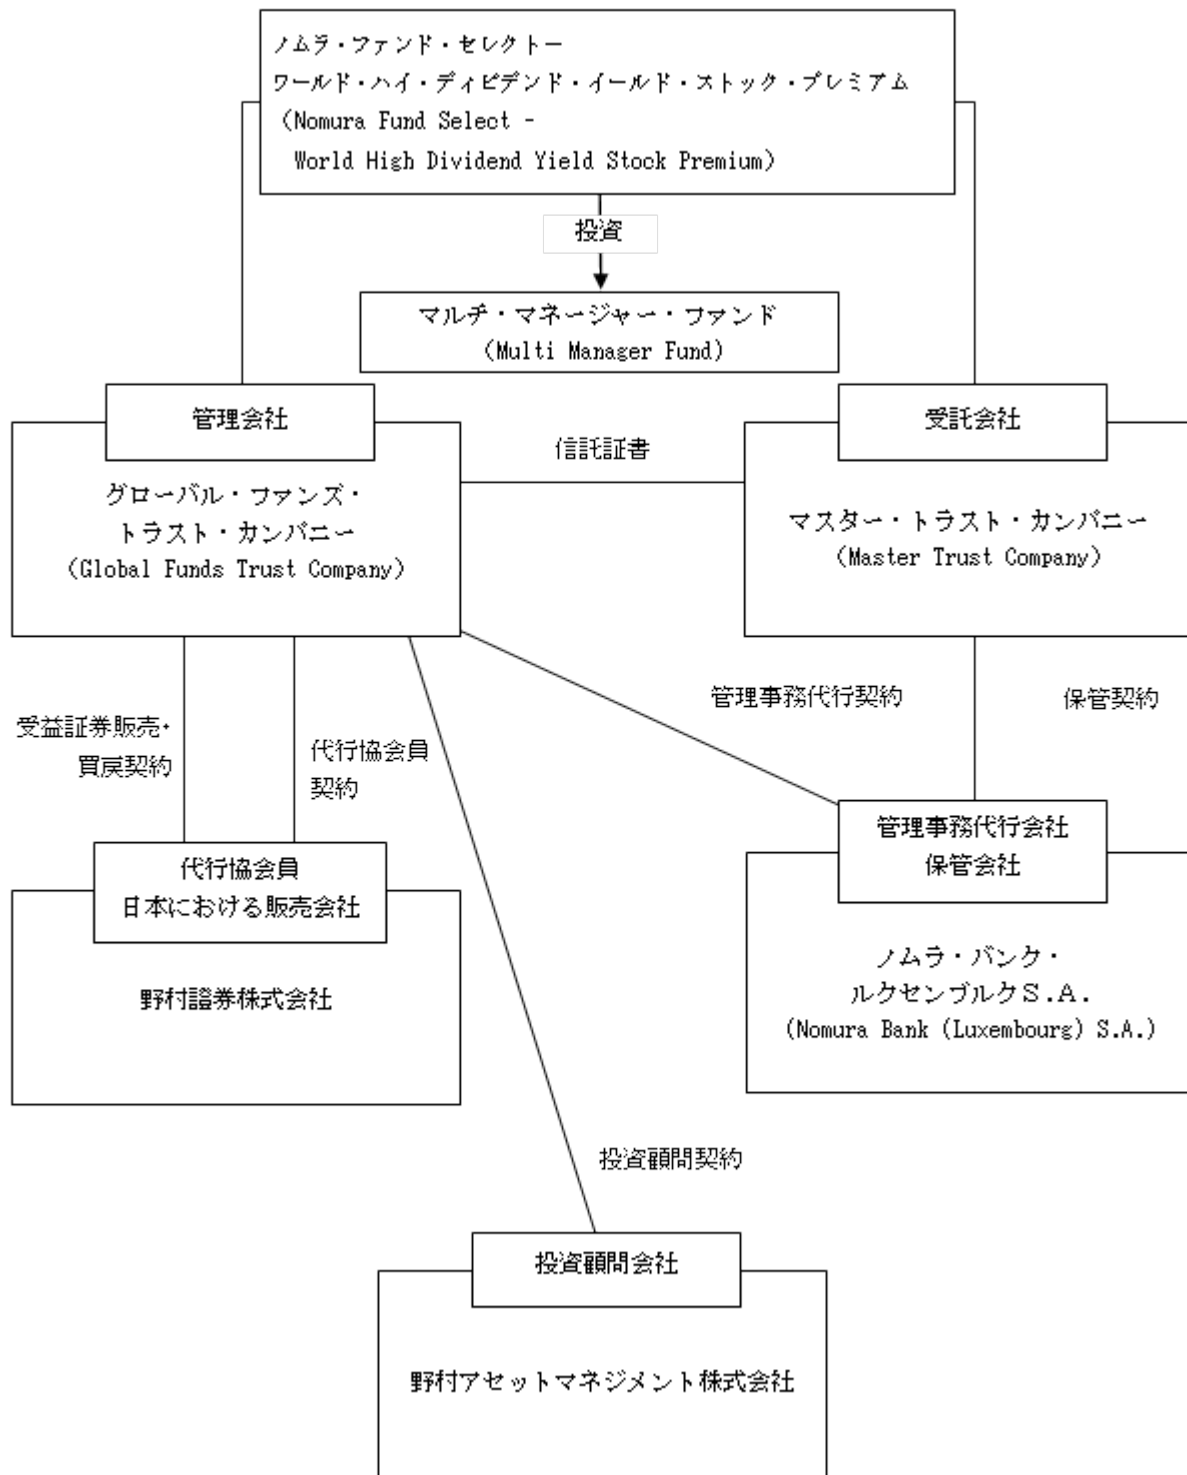 ノムラ・ファンド・セレクト－
ワールド・ハイ・ディビデンド・イールド・ストック・プレミアム
（Nomura Fund Select -
World High Dividend Yield Stock Premium）
投資
マルチ・マネージャー・ファンド
（Multi Manager Fund）
管理会社
受託会社
信託証書
グローバル・ファンズ・
トラスト・カンパニー
（Global Funds Trust Company）
マスター・トラスト・カンパニー
（Master Trust Company）
管理事務代行契約
保管契約
受益証券販売・
買戻契約
代行協会員
契約
管理事務代行会社
保管会社
代行協会員
日本における販売会社
野村證券株式会社
ノムラ・バンク・
ルクセンブルクＳ.Ａ.
(Nomura Bank (Luxembourg) S.A.)
投資顧問契約
投資顧問会社
野村アセットマネジメント株式会社